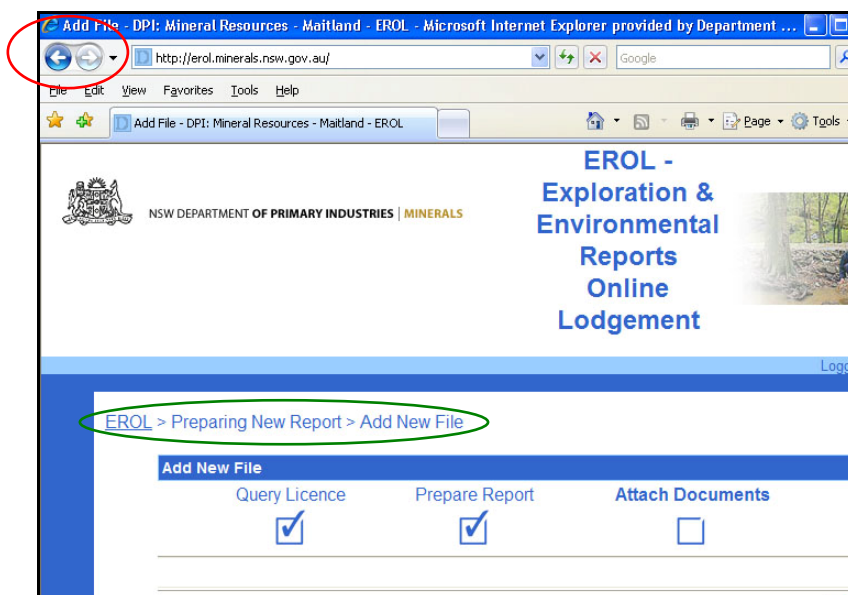 Add File - DPI: Mineral Resources - Maitland - EROL - Microsoft Internet Explorer provided by Department ...
http://erol.minerals.nsw.gov.au/
Google
File Edit View Favorites Tools Help
Add File - DPI: Mineral Resources - Maitland - EROL
Page Tools
EROL -
Exploration &
Environmental
Reports
Online
Lodgement
NSW DEPARTMENT OF PRIMARY INDUSTRIES | MINERALS
EROL > Preparing New Report > Add New File
Add New File
Query Licence Prepare Report Attach Documents